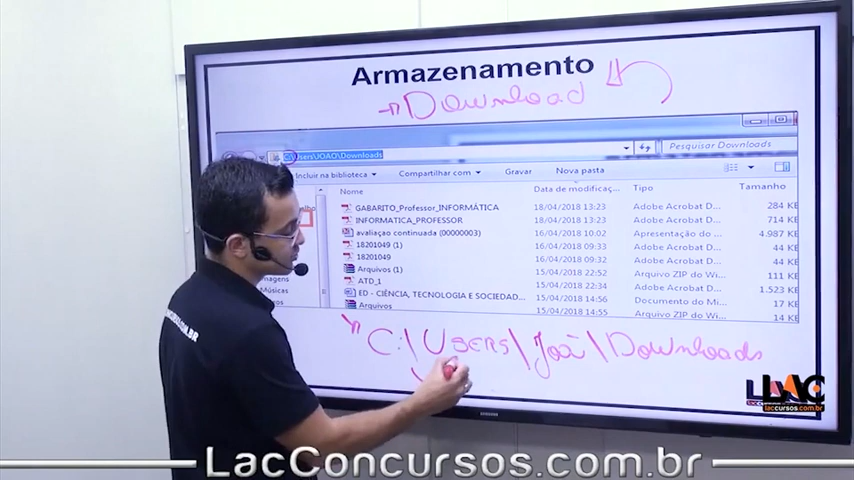 Armazenamento
Download
C:\Users\JOAO\Downloads
Pesquisar Downloads
Incluir na biblioteca
Compartilhar com
Gravar
Nova pasta
Nome
Data de modificaç...
Tipo
Tamanho
GABARITO_Professor_INFORMÁTICA 18/04/2018 13:23 Adobe Acrobat D... 284 KB
INFORMATICA_PROFESSOR 18/04/2018 13:23 Adobe Acrobat D... 714 KB
avaliaçao continuada (00000003) 16/04/2018 10:02 Apresentação do ... 4.987 KB
18201049 (1) 16/04/2018 09:33 Adobe Acrobat D... 44 KB
18201049 16/04/2018 09:32 Adobe Acrobat D... 44 KB
Arquivos (1) 15/04/2018 22:52 Arquivo ZIP do Wi... 111 KB
ATD_1 15/04/2018 22:34 Adobe Acrobat D... 1.523 KB
ED - CIÊNCIA, TECNOLOGIA E SOCIEDAD... 15/04/2018 14:56 Documento do Mi... 17 KB
Arquivos 15/04/2018 14:55 Arquivo ZIP do Wi... 14 KB
Músicas
C:\Users\Joã\Downloads
LAC
laccursos.com.br
LacConcursos.com.br